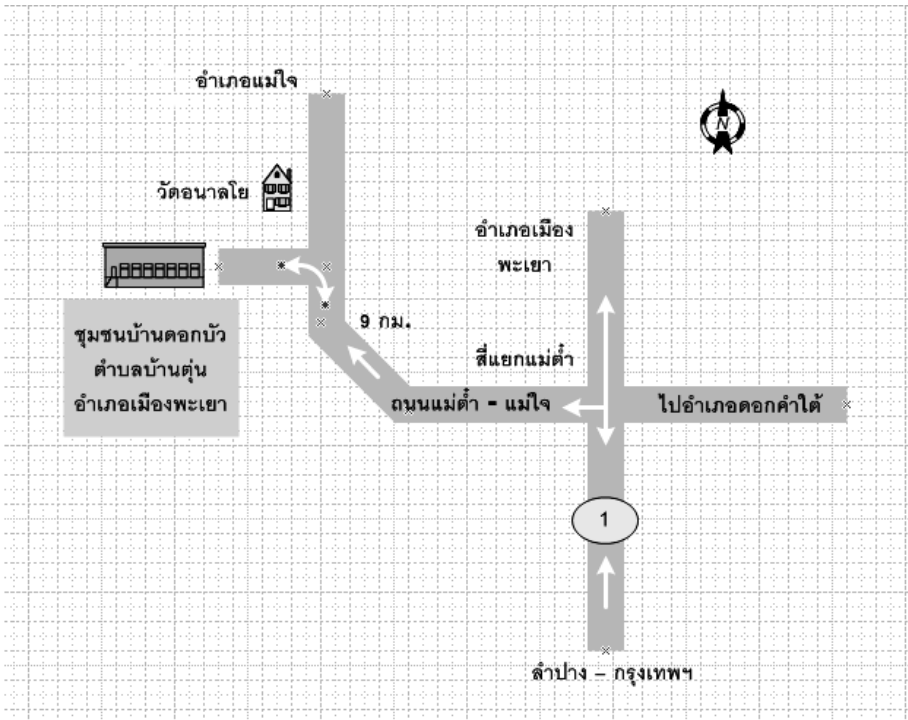 อำเภอแม่ใจ
N
วัดอนาลโย
อำเภอเมือง
พะเยา
9 กม.
ชุมชนบ้านดอกบัว
ตำบลบ้านตุ่น
อำเภอเมืองพะเยา
สี่แยกแม่ต๋ำ
ถนนแม่ต๋ำ - แม่ใจ
ไปอำเภอดอกคำใต้
1
ลำปาง – กรุงเทพฯ